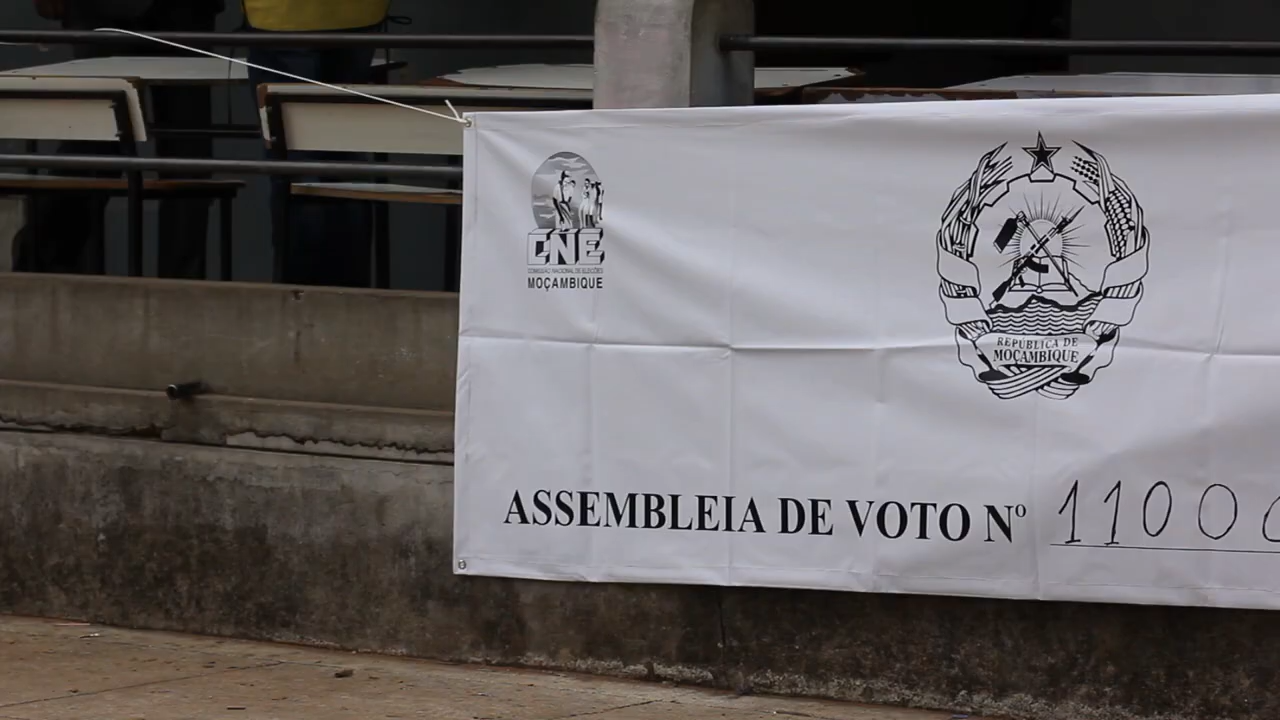 CNE
COMISSÃO NACIONAL DE ELEIÇÕES
MOÇAMBIQUE
REPÚBLICA DE
MOÇAMBIQUE
ASSEMBLEIA DE VOTO Nº 1100